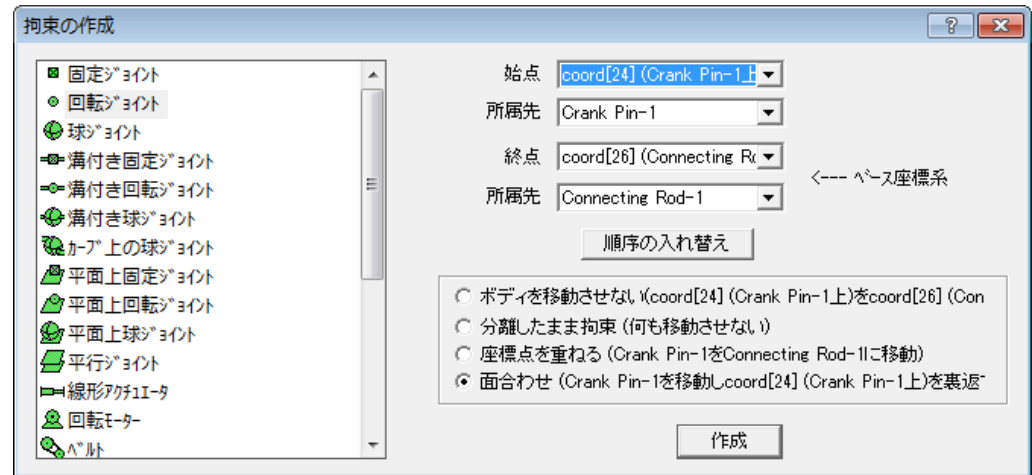 拘束の作成
固定ｼﾞｮｲﾝﾄ
回転ｼﾞｮｲﾝﾄ
球ｼﾞｮｲﾝﾄ
溝付き固定ｼﾞｮｲﾝﾄ
溝付き回転ｼﾞｮｲﾝﾄ
溝付き球ｼﾞｮｲﾝﾄ
ｶｰﾌﾞ上の球ｼﾞｮｲﾝﾄ
平面上固定ｼﾞｮｲﾝﾄ
平面上回転ｼﾞｮｲﾝﾄ
平面上球ｼﾞｮｲﾝﾄ
平行ｼﾞｮｲﾝﾄ
線形ｱｸﾁｭｴｰﾀ
回転ﾓｰﾀｰ
ﾍﾞﾙﾄ
始点 coord[24] (Crank Pin-1上
所属先 Crank Pin-1
終点 coord[26] (Connecting Ro
所属先 Connecting Rod-1
<--- ﾍﾞｰｽ座標系
順序の入れ替え
ボディを移動させない(coord[24] (Crank Pin-1上)をcoord[26] (Con
分離したまま拘束 (何も移動させない)
座標点を重ねる (Crank Pin-1をConnecting Rod-1に移動)
面合わせ (Crank Pin-1を移動しcoord[24] (Crank Pin-1上)を裏返
作成